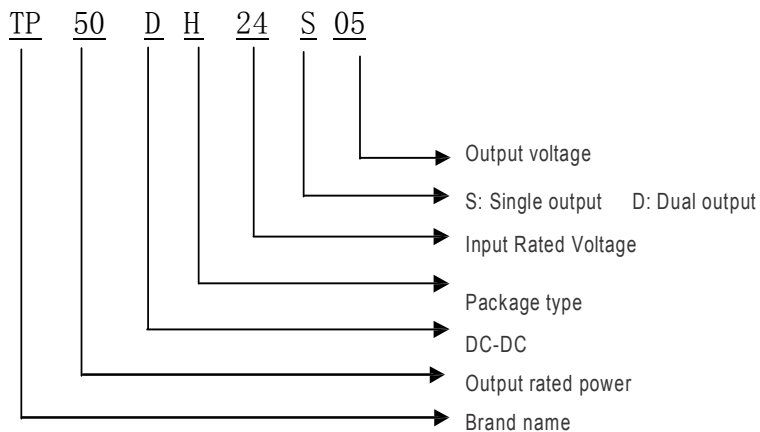 TP 50 D H 24 S 05
Output voltage
S: Single output D: Dual output
Input Rated Voltage
Package type
DC-DC
Output rated power
Brand name